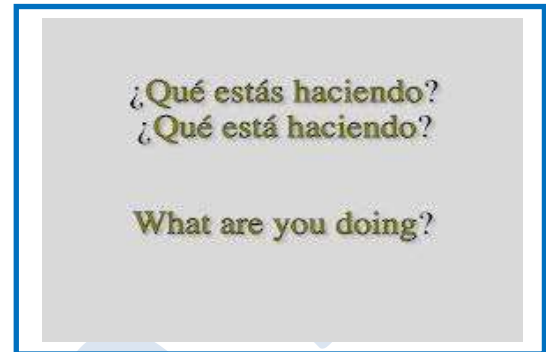 ¿Qué estás haciendo?
¿Qué está haciendo?
What are you doing?